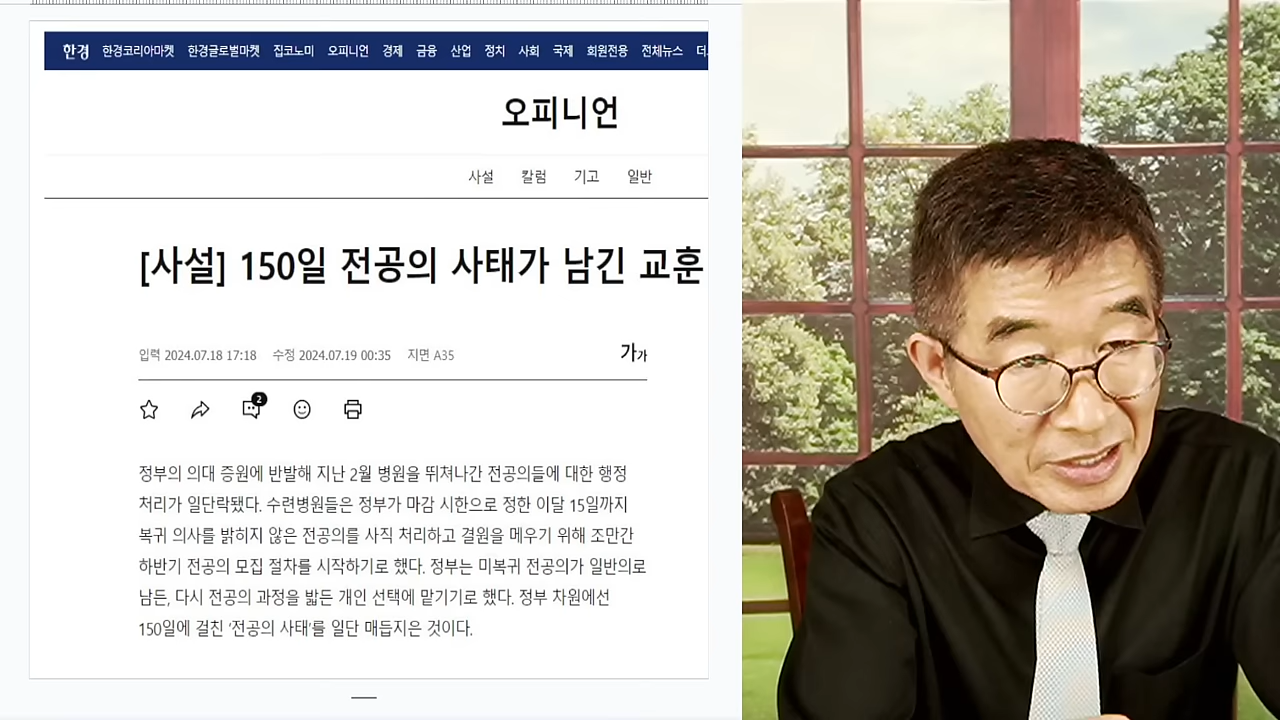 한경 한경코리아마켓 한경글로벌마켓 집코노미 오피니언 경제 금융 산업 정치 사회 국제 회원전용 전체뉴스
오피니언
사설 칼럼 기고 일반
[사설] 150일 전공의 사태가 남긴 교훈
입력 2024.07.18 17:18 수정 2024.07.19 00:35 지면 A35
가가
2
정부의 의대 증원에 반발해 지난 2월 병원을 뛰쳐나간 전공의들에 대한 행정
처리가 일단락됐다. 수련병원들은 정부가 마감 시한으로 정한 이달 15일까지
복귀 의사를 밝히지 않은 전공의를 사직 처리하고 결원을 메우기 위해 조만간
하반기 전공의 모집 절차를 시작하기로 했다. 정부는 미복귀 전공의가 일반의로
남든, 다시 전공의 과정을 밟든 개인 선택에 맡기기로 했다. 정부 차원에선
150일에 걸친 '전공의 사태'를 일단 매듭지은 것이다.